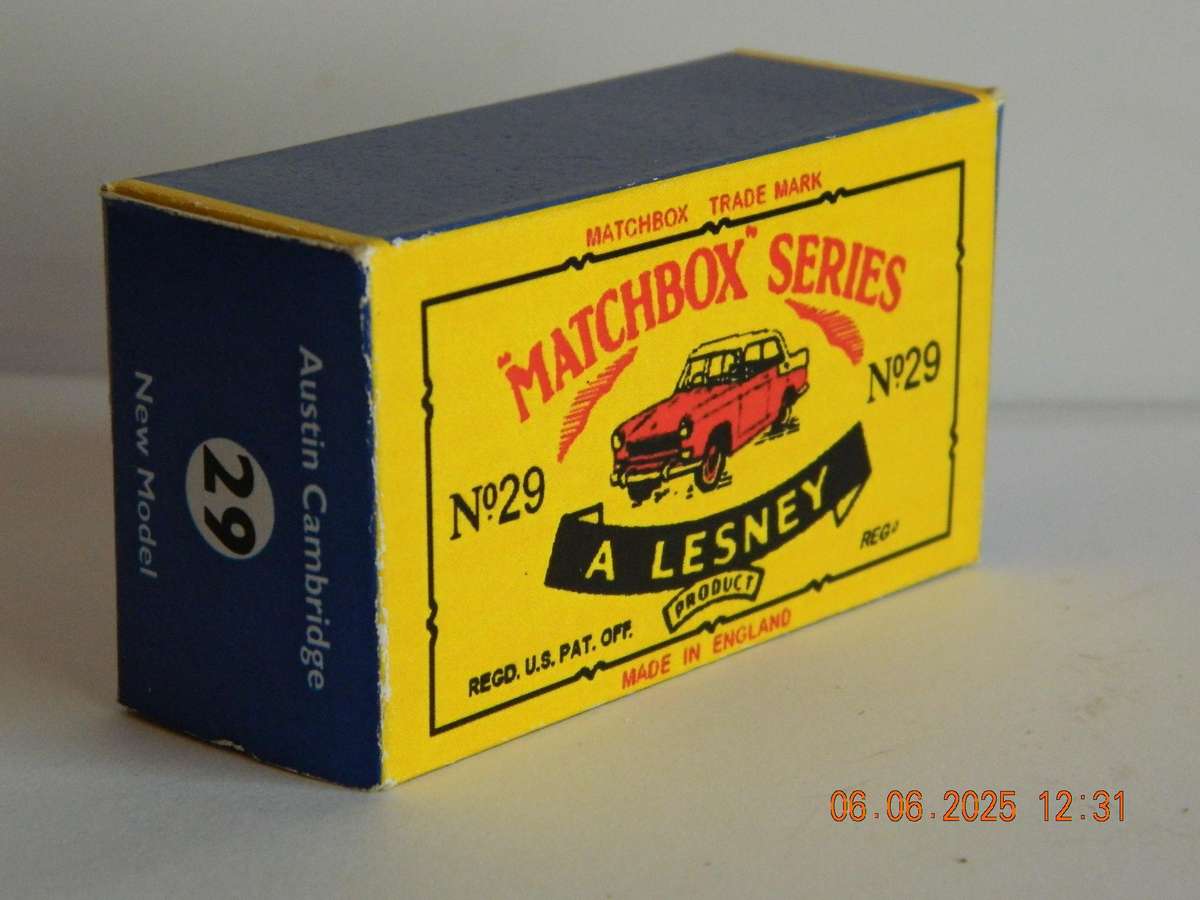 MATCHBOX TRADE MARK
"MATCHBOX" SERIES
Nº29
Nº29
A LESNEY
PRODUCT
REGD
REGD. U.S. PAT. OFF.
MADE IN ENGLAND
Austin Cambridge
29
New Model
06.06.2025 12:31